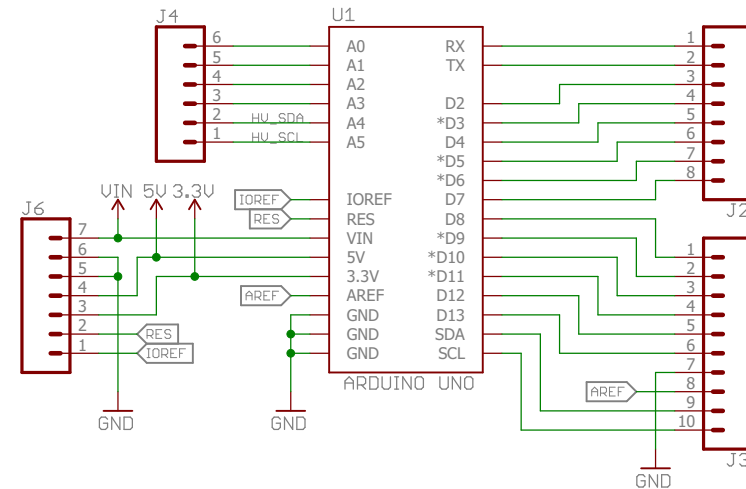 J4
6
5
4
3
2
1
HV_SDA
HV_SCL
U1
A0
A1
A2
A3
A4
A5
IOREF
RES
VIN
5V
3.3V
AREF
GND
GND
GND
RX
TX
D2
*D3
D4
*D5
*D6
D7
D8
*D9
*D10
*D11
D12
D13
SDA
SCL
ARDUINO UNO
IOREF
RES
AREF
GND
VIN 5V 3.3V
J6
7
6
5
4
3
2
1
RES
IOREF
GND
1
2
3
4
5
6
7
8
J2
1
2
3
4
5
6
7
8
9
10
AREF
J3
GND